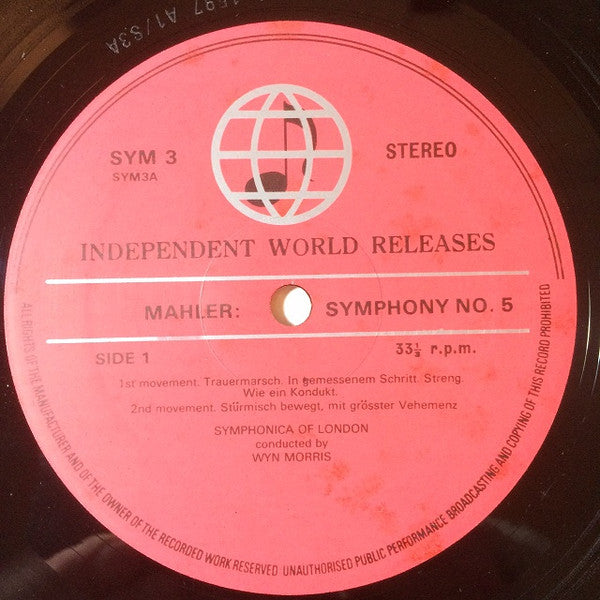 1597 A1/S3A
SYM 3
STEREO
SYM3A
INDEPENDENT WORLD RELEASES
MAHLER: SYMPHONY NO. 5
SIDE 1
33⅓ r.p.m.
1st movement. Trauermarsch. In gemessenem Schritt. Streng.
Wie ein Kondukt.
2nd movement. Stürmisch bewegt, mit grösster Vehemenz
SYMPHONICA OF LONDON
conducted by
WYN MORRIS
ALL RIGHTS OF THE MANUFACTURER AND OF THE OWNER OF THE RECORDED WORK RESERVED UNAUTHORISED PUBLIC PERFORMANCE BROADCASTING AND COPYING OF THIS RECORD PROHIBITED